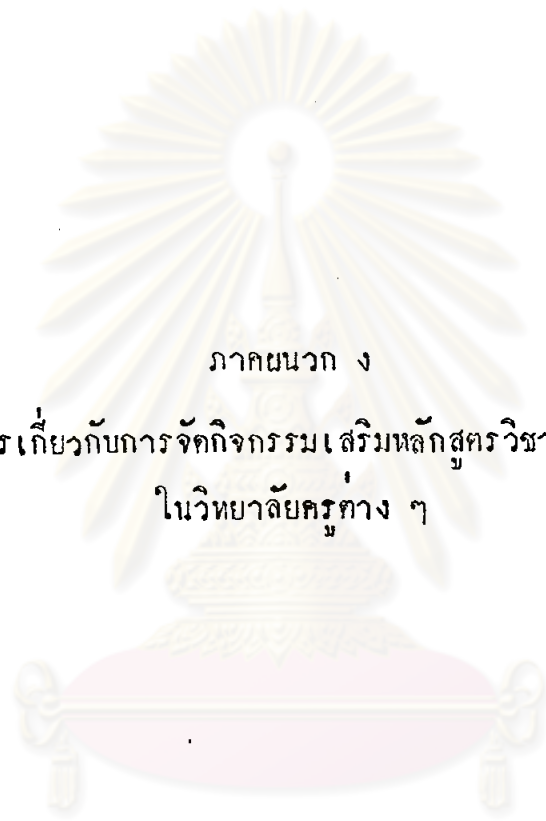 ภาคผนวก ง
รเกี่ยวกับการจัดกิจกรรมเสริมหลักสูตรวิชา
ในวิทยาลัยครูต่าง ๆ